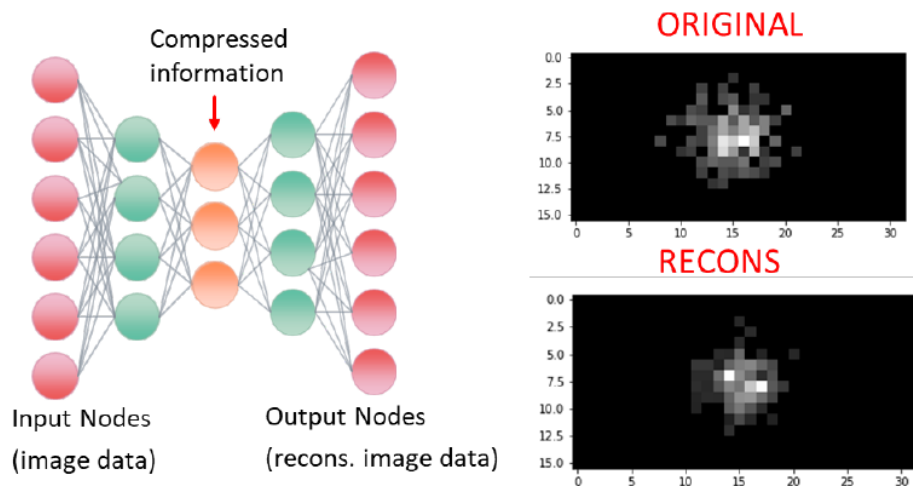 Compressed
information
Input Nodes
(image data)
Output Nodes
(recons. image data)
ORIGINAL
0.0
2.5
5.0
7.5
10.0
12.5
15.0
0 5 10 15 20 25 30
RECONS
0.0
2.5
5.0
7.5
10.0
12.5
15.0
0 5 10 15 20 25 30